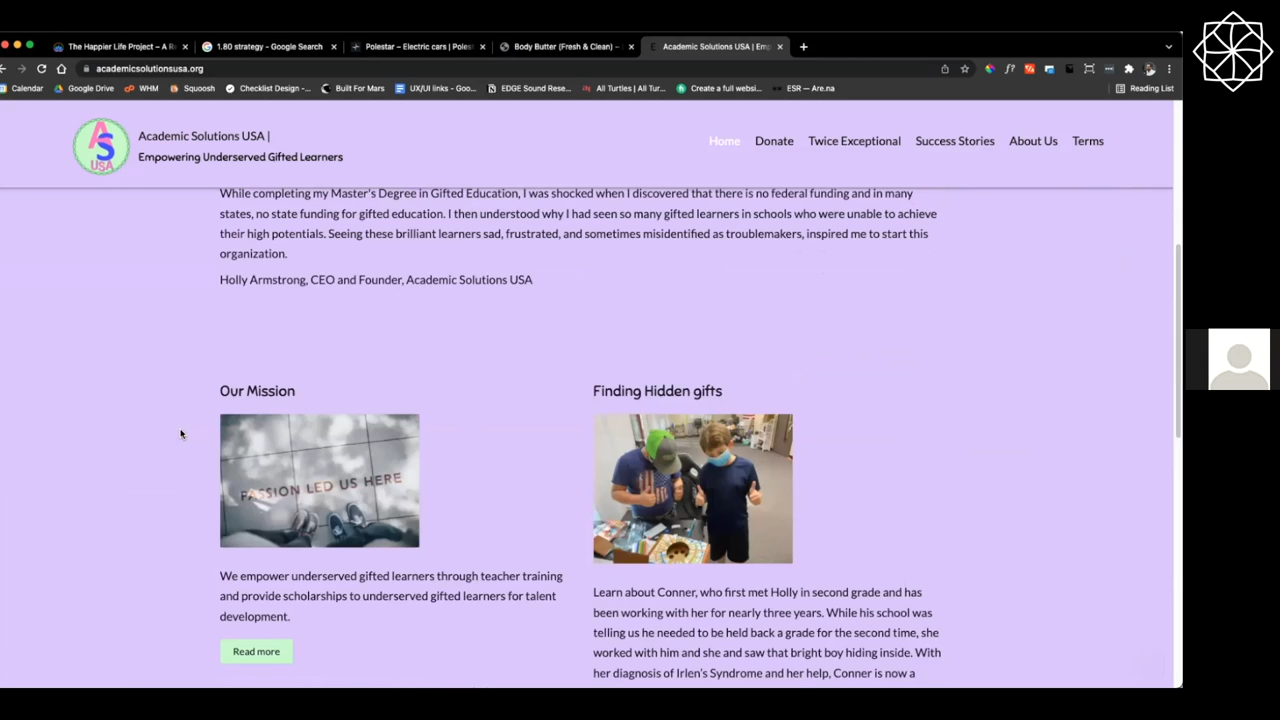 The Happier Life Project – A Re
1.80 strategy - Google Search
Polestar – Electric cars | Poles
Body Butter (Fresh & Clean) –
Academic Solutions USA | Emp
academicsolutionsusa.org
Calendar
Google Drive
WHM
Squoosh
Checklist Design -...
Built For Mars
UX/UI links - Goo...
EDGE Sound Rese...
All Turtles | All Tur...
Create a full websi...
ESR — Are.na
Reading List
AS USA
Academic Solutions USA |
Empowering Underserved Gifted Learners
Home
Donate
Twice Exceptional
Success Stories
About Us
Terms
While completing my Master's Degree in Gifted Education, I was shocked when I discovered that there is no federal funding and in many
states, no state funding for gifted education. I then understood why I had seen so many gifted learners in schools who were unable to achieve
their high potentials. Seeing these brilliant learners sad, frustrated, and sometimes misidentified as troublemakers, inspired me to start this
organization.
Holly Armstrong, CEO and Founder, Academic Solutions USA
Our Mission
PASSION LED US HERE
We empower underserved gifted learners through teacher training
and provide scholarships to underserved gifted learners for talent
development.
Read more
Finding Hidden gifts
Learn about Conner, who first met Holly in second grade and has
been working with her for nearly three years. While his school was
telling us he needed to be held back a grade for the second time, she
worked with him and she and saw that bright boy hiding inside. With
her diagnosis of Irlen's Syndrome and her help, Conner is now a